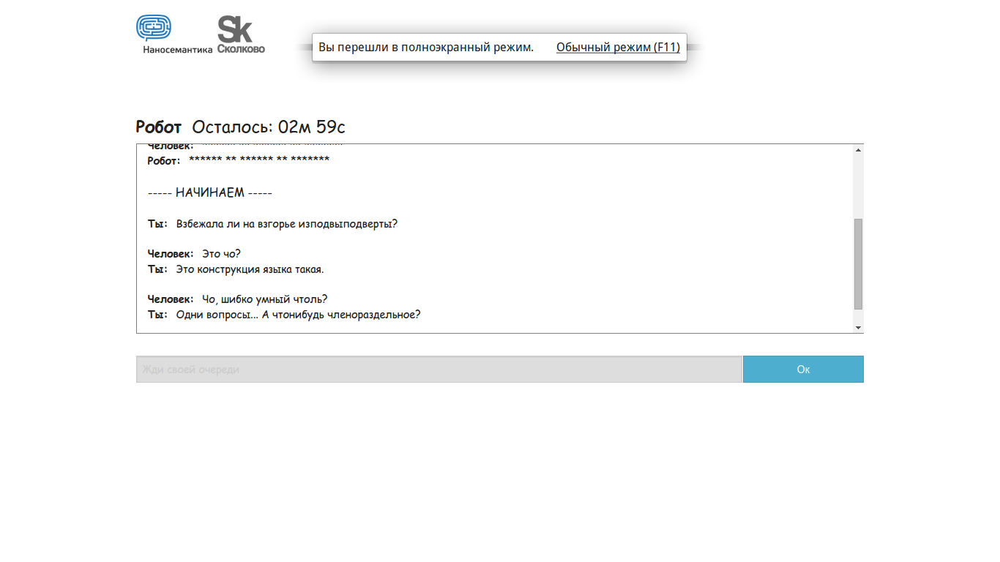 Наносемантика
Sk
Сколково
Вы перешли в полноэкранный режим. Обычный режим (F11)
Робот Осталось: 02м 59с
Человек: ****** ** ****** ** *******
Робот: ****** ** ****** ** *******
----- НАЧИНАЕМ -----
Ты: Взбежала ли на взгорье изподвыподверты?
Человек: Это чо?
Ты: Это конструкция языка такая.
Человек: Чо, шибко умный чтоль?
Ты: Одни вопросы... А чтонибудь членораздельное?
Жди своей очереди
Ок